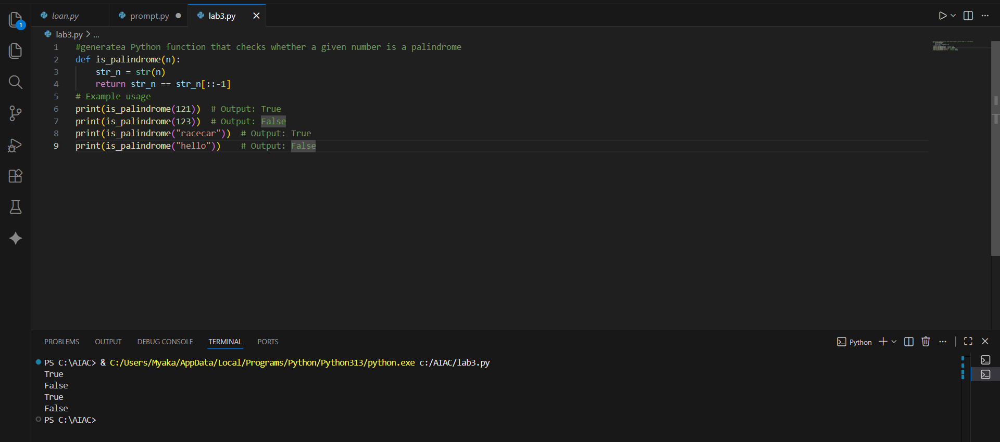 1
loan.py
prompt.py
lab3.py
lab3.py > ...
1 #generatea Python function that checks whether a given number is a palindrome
2 def is_palindrome(n):
3     str_n = str(n)
4     return str_n == str_n[::-1]
5 # Example usage
6 print(is_palindrome(121))  # Output: True
7 print(is_palindrome(123))  # Output: False
8 print(is_palindrome("racecar"))  # Output: True
9 print(is_palindrome("hello"))    # Output: False
PROBLEMS OUTPUT DEBUG CONSOLE TERMINAL PORTS
Python
PS C:\AIAC> & C:/Users/Myaka/AppData/Local/Programs/Python/Python313/python.exe c:/AIAC/lab3.py
True
False
True
False
PS C:\AIAC>